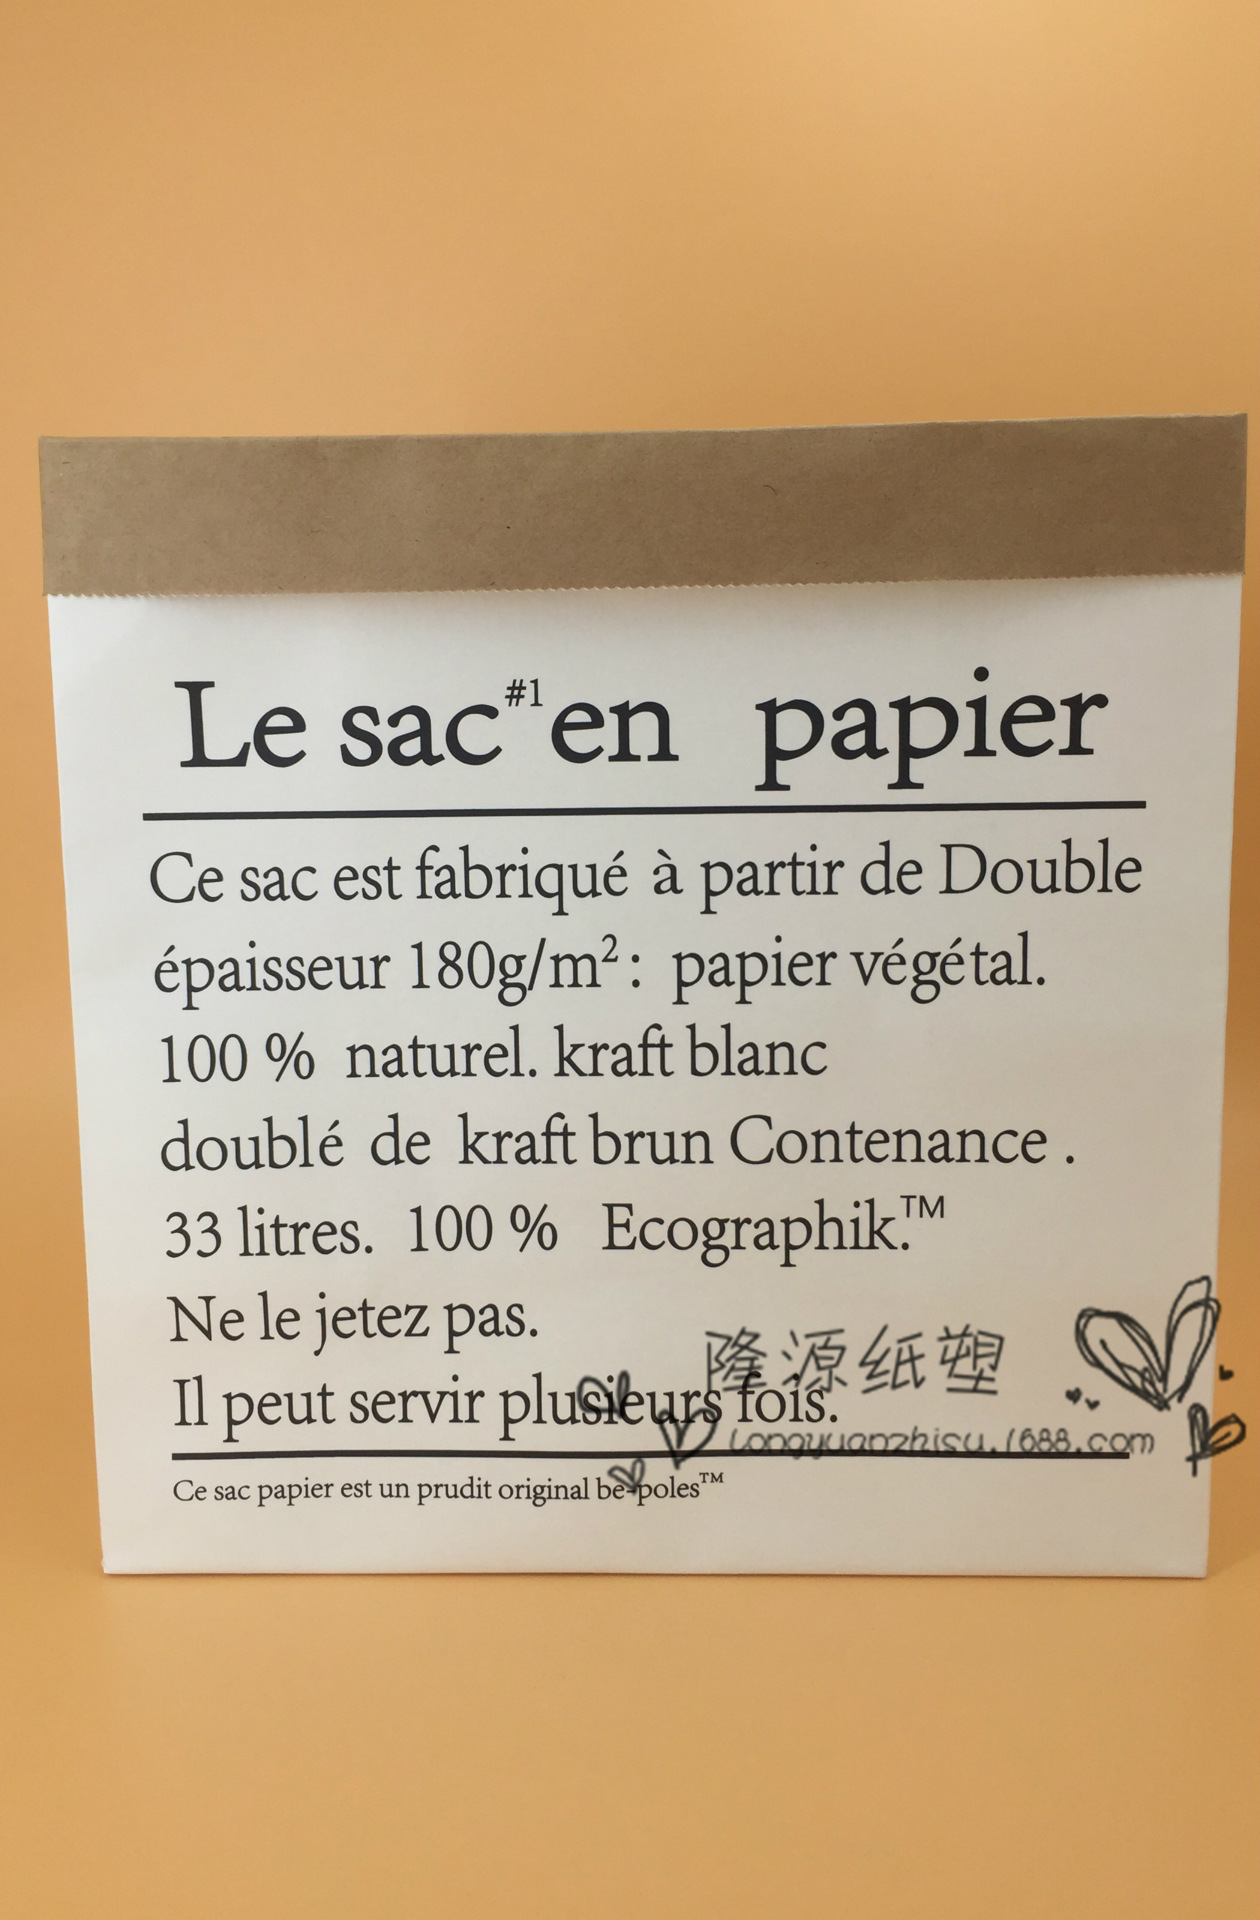 Le sac#1 en papier
Ce sac est fabriqué à partir de Double
épaisseur 180g/m²: papier végétal.
100 % naturel. kraft blanc
doublé de kraft brun Contenance .
33 litres. 100 % Ecographik.™
Ne le jetez pas.
隆源纸塑
Il peut servir plusieurs fois.
longyuanzhisu.1688.com
Ce sac papier est un prudit original be-poles™